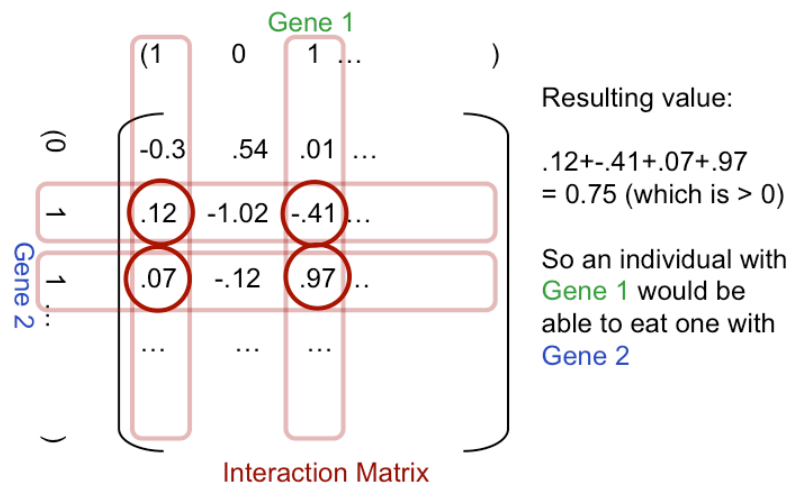 Gene 1
(1 0 1 … )
(0 1 1 … )
Gene 2
-0.3 .54 .01 …
.12 -1.02 -.41 …
.07 -.12 .97 ..
… … …
Interaction Matrix
Resulting value:
.12+-.41+.07+.97
= 0.75 (which is > 0)
So an individual with
Gene 1 would be
able to eat one with
Gene 2